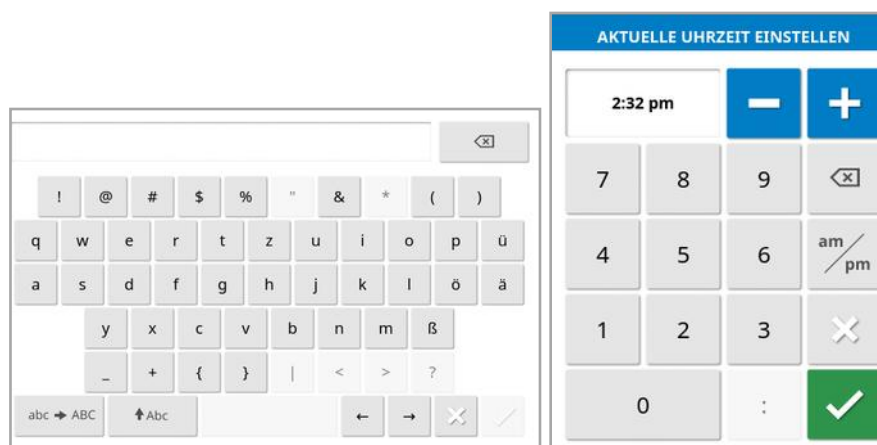 ! @ # $ % " & * ( )
q w e r t z u i o p ü
a s d f g h j k l ö ä
y x c v b n m ß
_ + { } | < > ?
abc → ABC ↑ Abc ← →
AKTUELLE UHRZEIT EINSTELLEN
2:32 pm − +
7 8 9
4 5 6 am/pm
1 2 3
0 :